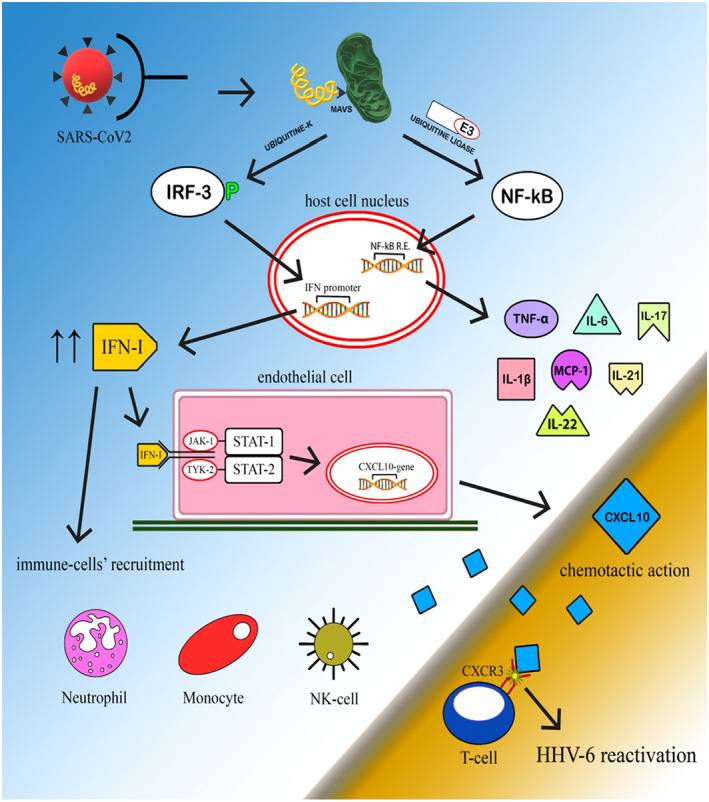 SARS-CoV2
MAVS
UBIQUITINE-K
E3
UBIQUITINE LIGASE
IRF-3 P
NF-kB
host cell nucleus
NF-kB R.E.
IFN promoter
TNF-α
IL-6
IL-17
IL-1β
MCP-1
IL-21
IL-22
↑↑ IFN-I
endothelial cell
IFN-I
JAK-1
STAT-1
TYK-2
STAT-2
CXCL10-gene
CXCL10
chemotactic action
immune-cells' recruitment
Neutrophil
Monocyte
NK-cell
CXCR3
T-cell
HHV-6 reactivation